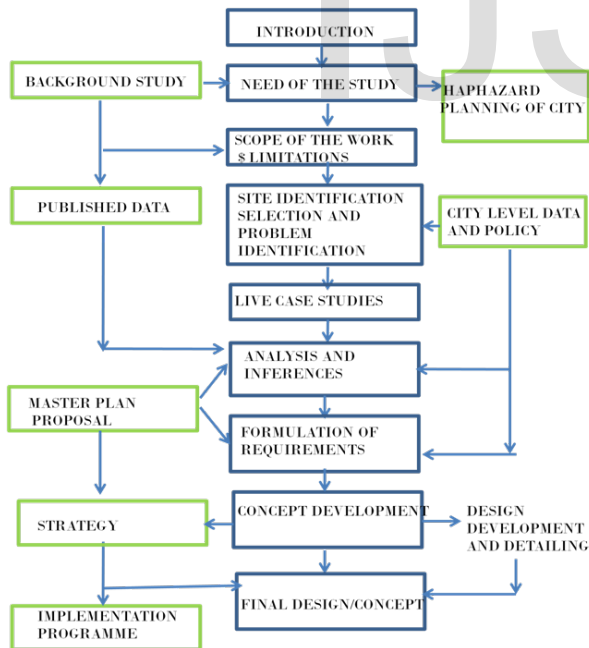 INTRODUCTION
BACKGROUND STUDY
NEED OF THE STUDY
HAPHAZARD
PLANNING OF CITY
SCOPE OF THE WORK
$ LIMITATIONS
PUBLISHED DATA
SITE IDENTIFICATION
SELECTION AND
PROBLEM
IDENTIFICATION
CITY LEVEL DATA
AND POLICY
LIVE CASE STUDIES
ANALYSIS AND
INFERENCES
MASTER PLAN
PROPOSAL
FORMULATION OF
REQUIREMENTS
STRATEGY
CONCEPT DEVELOPMENT
DESIGN
DEVELOPMENT
AND DETAILING
IMPLEMENTATION
PROGRAMME
FINAL DESIGN/CONCEPT